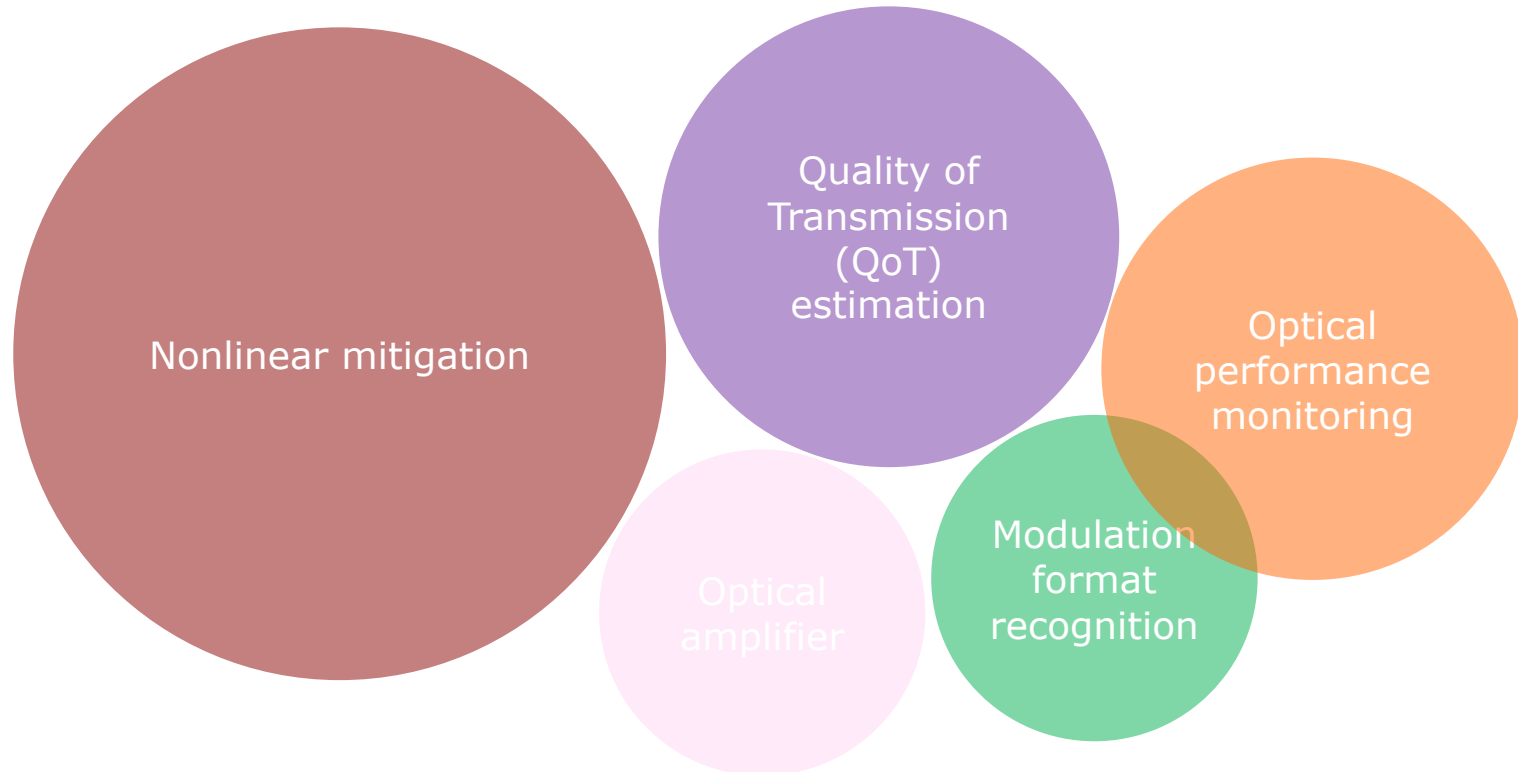 Nonlinear mitigation
Quality of
Transmission
(QoT)
estimation
Optical
performance
monitoring
Optical
amplifier
Modulation
format
recognition